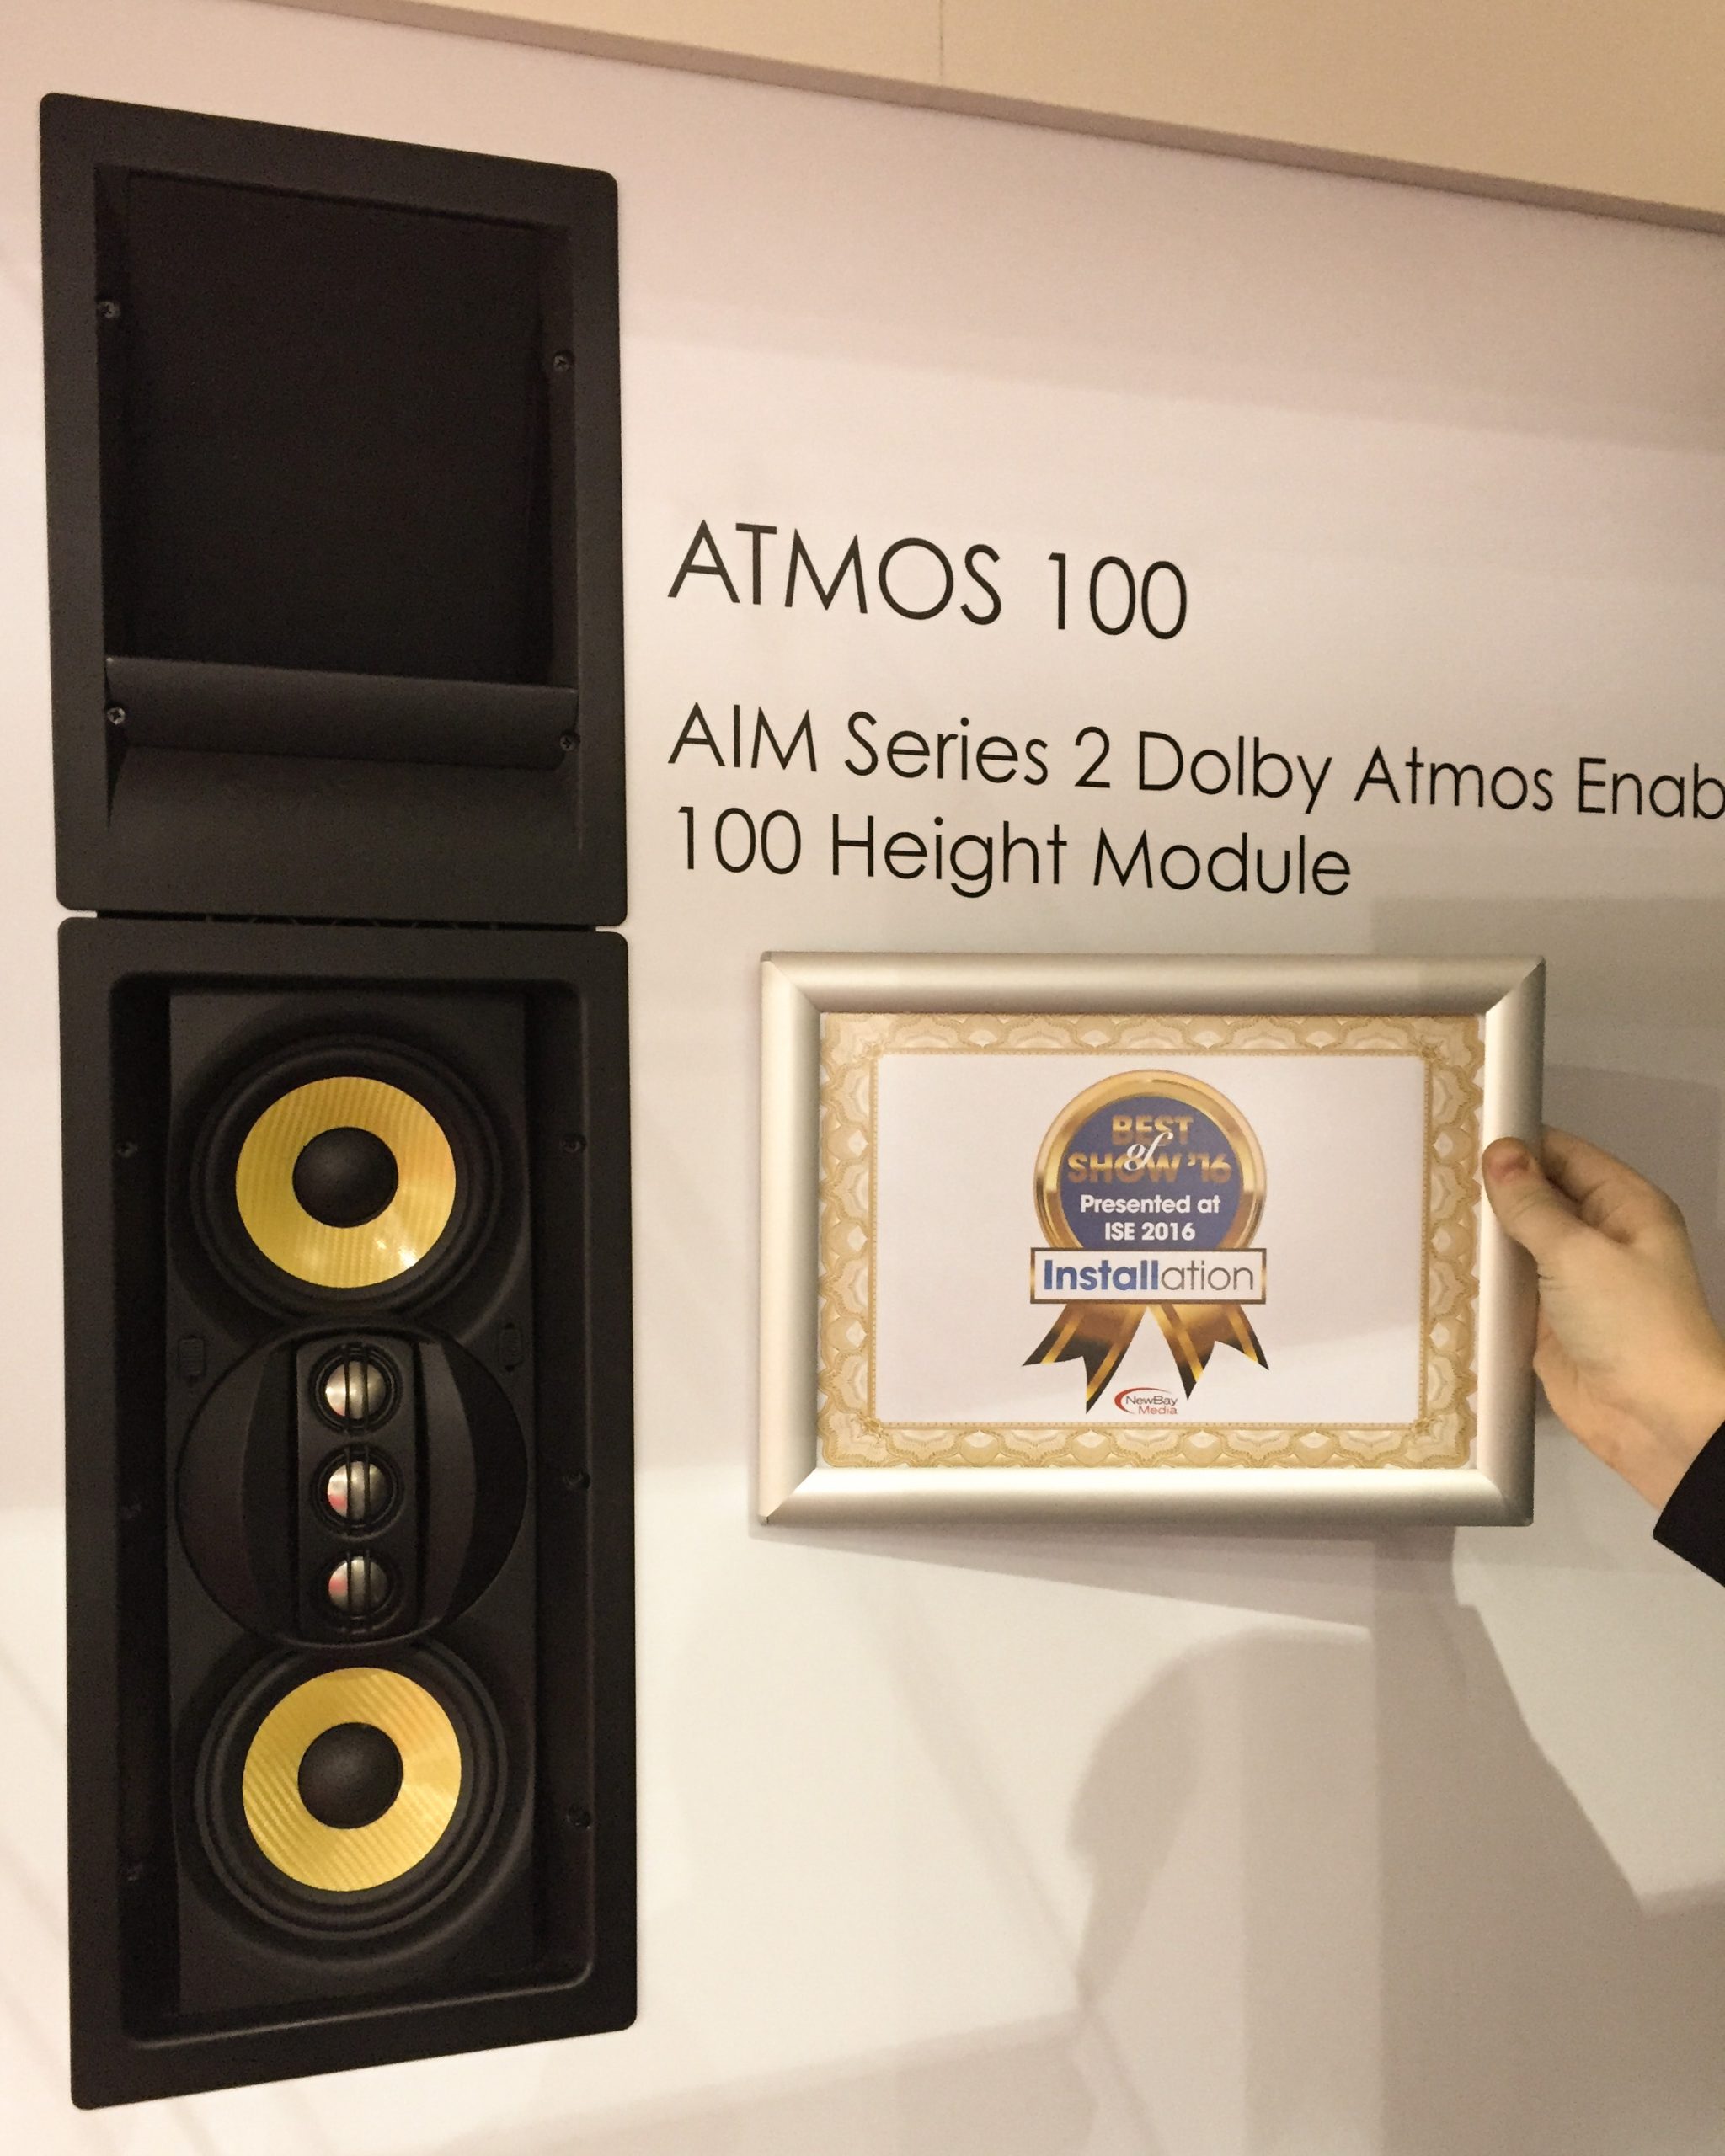 ATMOS 100
AIM Series 2 Dolby Atmos Enab
100 Height Module
BEST
of
SHOW '16
Presented at
ISE 2016
Installation
NewBay
Media